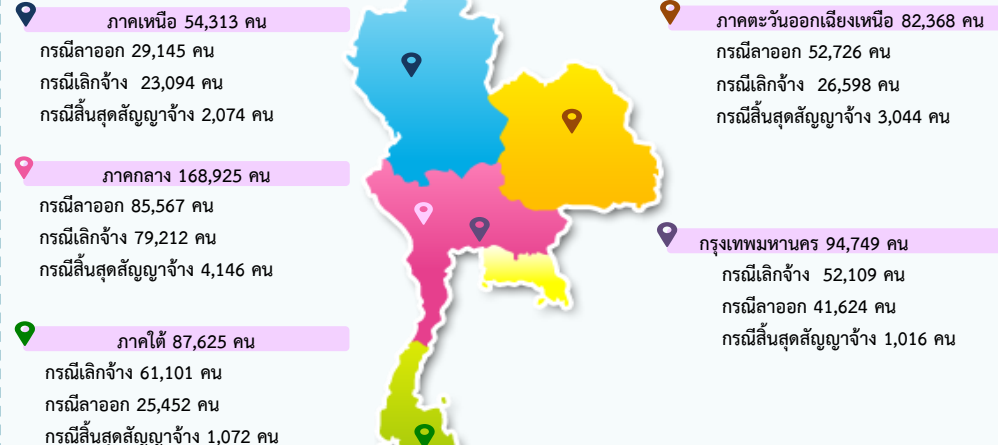 ภาคเหนือ 54,313 คน
กรณีลาออก 29,145 คน
กรณีเลิกจ้าง 23,094 คน
กรณีสิ้นสุดสัญญาจ้าง 2,074 คน
ภาคกลาง 168,925 คน
กรณีลาออก 85,567 คน
กรณีเลิกจ้าง 79,212 คน
กรณีสิ้นสุดสัญญาจ้าง 4,146 คน
ภาคใต้ 87,625 คน
กรณีเลิกจ้าง 61,101 คน
กรณีลาออก 25,452 คน
กรณีสิ้นสุดสัญญาจ้าง 1,072 คน
ภาคตะวันออกเฉียงเหนือ 82,368 คน
กรณีลาออก 52,726 คน
กรณีเลิกจ้าง 26,598 คน
กรณีสิ้นสุดสัญญาจ้าง 3,044 คน
กรุงเทพมหานคร 94,749 คน
กรณีเลิกจ้าง 52,109 คน
กรณีลาออก 41,624 คน
กรณีสิ้นสุดสัญญาจ้าง 1,016 คน